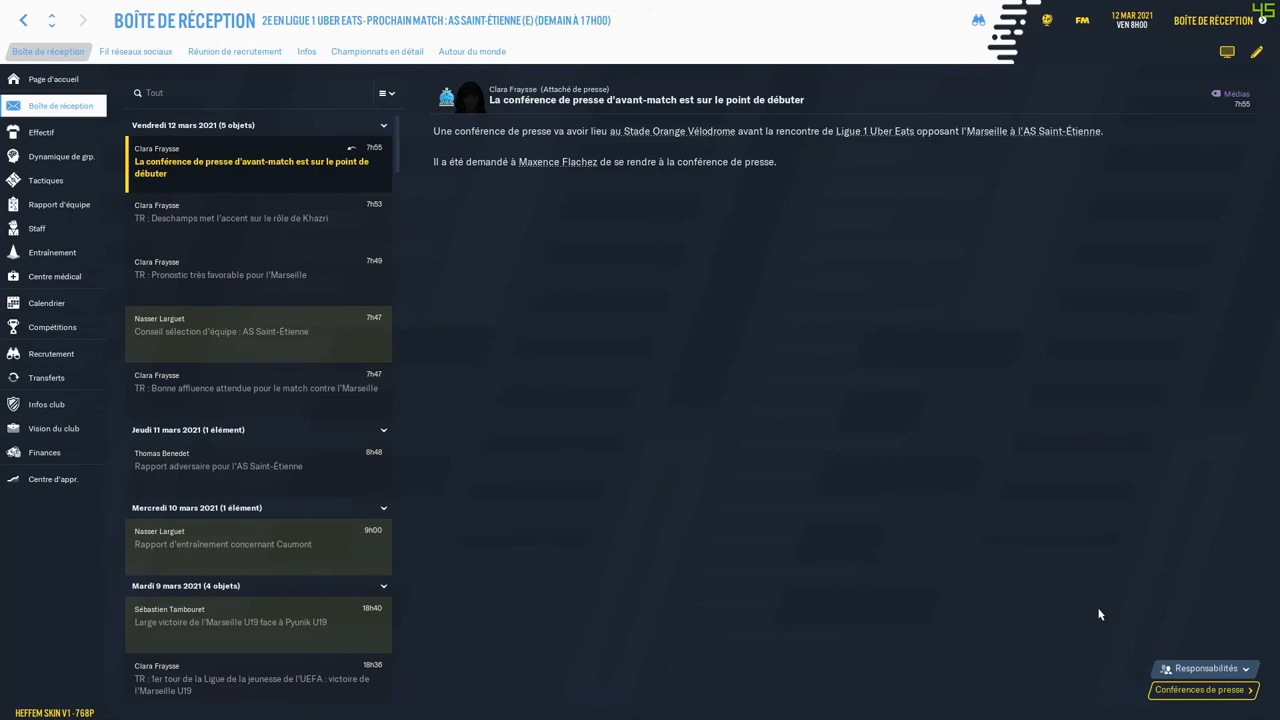 BOÎTE DE RÉCEPTION
2E EN LIGUE 1 UBER EATS - PROCHAIN MATCH : AS SAINT-ÉTIENNE (E) (DEMAIN À 17H00)
FM
12 MAR 2021
VEN 8H00
BOÎTE DE RÉCEPTION
45
Boîte de réception
Fil réseaux sociaux
Réunion de recrutement
Infos
Championnats en détail
Autour du monde
Page d'accueil
Boîte de réception
Effectif
Dynamique de grp.
Tactiques
Rapport d'équipe
Staff
Entraînement
Centre médical
Calendrier
Compétitions
Recrutement
Transferts
Infos club
Vision du club
Finances
Centre d'appr.
HEFFEM SKIN V1 - 768P
Tout
Vendredi 12 mars 2021 (5 objets)
Clara Fraysse 7h55
La conférence de presse d'avant-match est sur le point de
débuter
Clara Fraysse 7h53
TR : Deschamps met l'accent sur le rôle de Khazri
Clara Fraysse 7h49
TR : Pronostic très favorable pour l'Marseille
Nasser Larguet 7h47
Conseil sélection d'équipe : AS Saint-Étienne
Clara Fraysse 7h47
TR : Bonne affluence attendue pour le match contre l'Marseille
Jeudi 11 mars 2021 (1 élément)
Thomas Benedet 8h48
Rapport adversaire pour l'AS Saint-Étienne
Mercredi 10 mars 2021 (1 élément)
Nasser Larguet 9h00
Rapport d'entraînement concernant Caumont
Mardi 9 mars 2021 (4 objets)
Sébastien Tambouret 18h40
Large victoire de l'Marseille U19 face à Pyunik U19
Clara Fraysse 18h36
TR : 1er tour de la Ligue de la jeunesse de l'UEFA : victoire de
l'Marseille U19
Clara Fraysse (Attaché de presse)
La conférence de presse d'avant-match est sur le point de débuter
Médias
7h55
Une conférence de presse va avoir lieu au Stade Orange Vélodrome avant la rencontre de Ligue 1 Uber Eats opposant l'Marseille à l'AS Saint-Étienne.
Il a été demandé à Maxence Flachez de se rendre à la conférence de presse.
Responsabilités
Conférences de presse